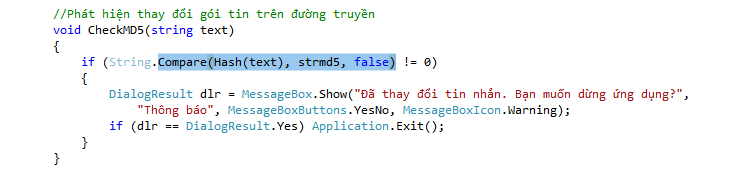 //Phát hiện thay đổi gói tin trên đường truyền
void CheckMD5(string text)
{
if (String.Compare(Hash(text), strmd5, false) != 0)
{
DialogResult dlr = MessageBox.Show("Đã thay đổi tin nhắn. Bạn muốn dừng ứng dụng?",
"Thông báo", MessageBoxButtons.YesNo, MessageBoxIcon.Warning);
if (dlr == DialogResult.Yes) Application.Exit();
}
}